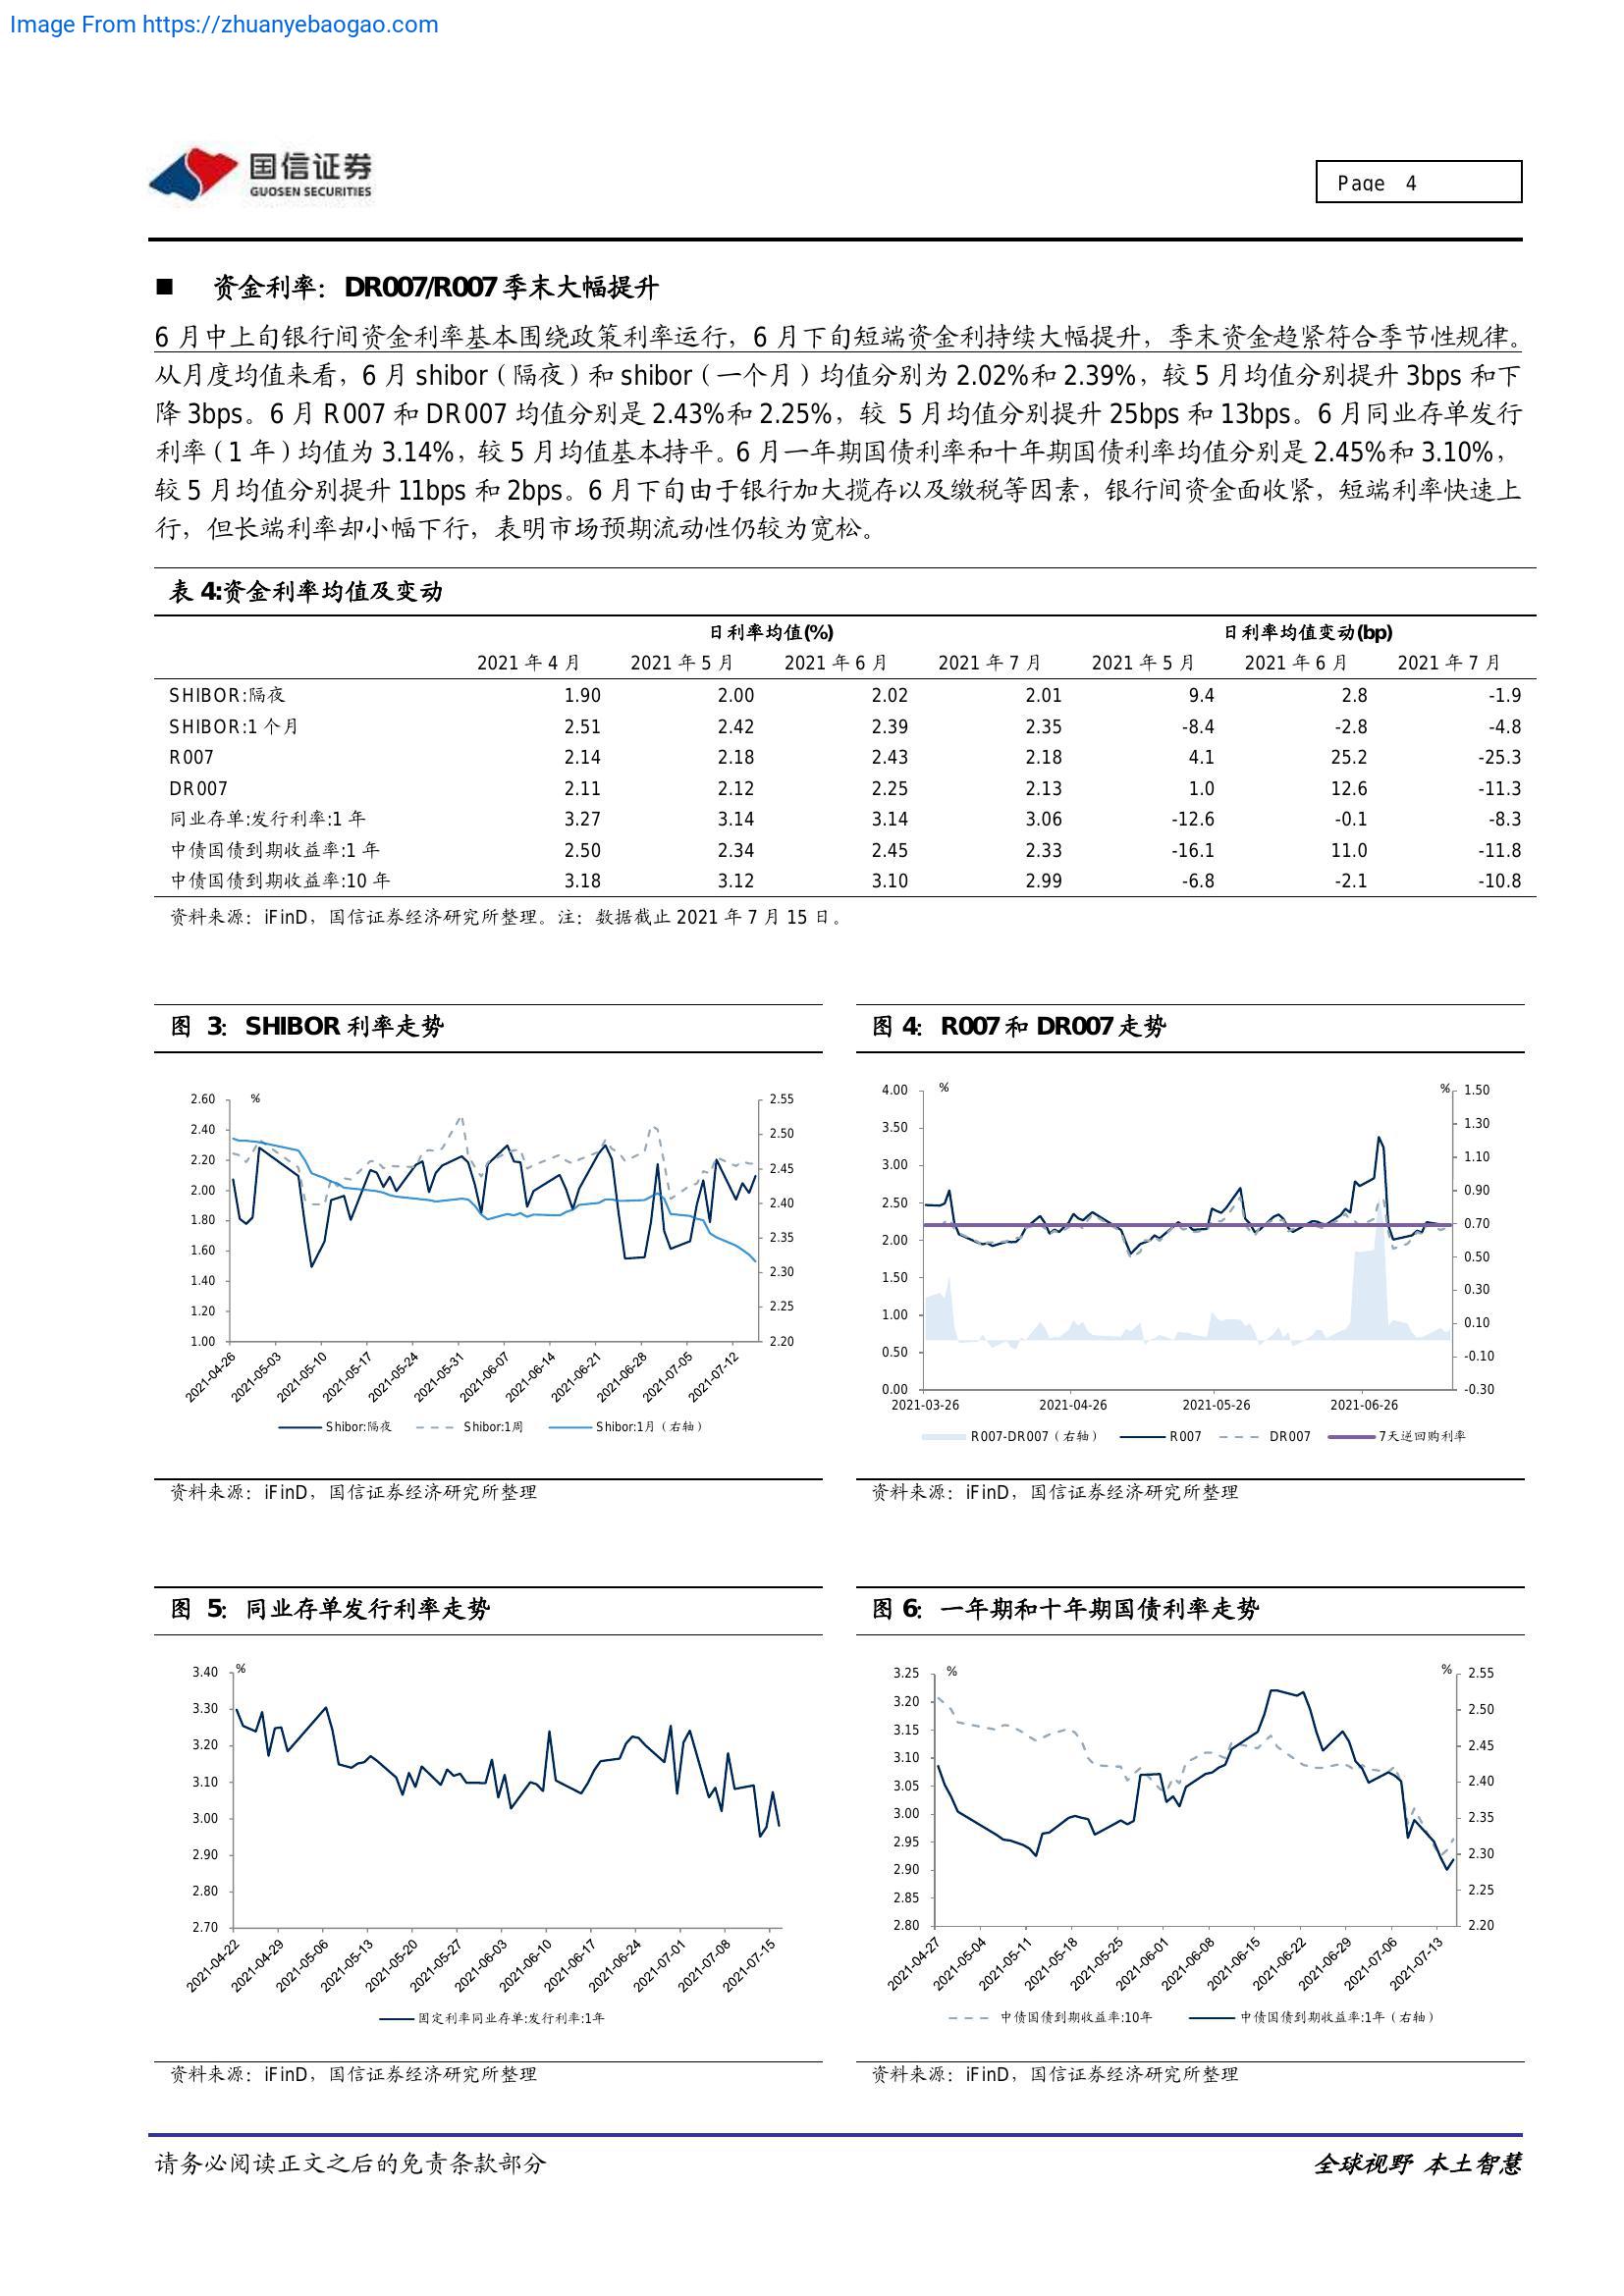 Image From https://zhuanyebaogao.com
国信证券
GUOSEN SECURITIES
Page 4
■ 资金利率：DR007/R007季末大幅提升
6 月中上旬银行间资金利率基本围绕政策利率运行，6 月下旬短端资金利持续大幅提升，季末资金趋紧符合季节性规律。
从月度均值来看，6 月 shibor（隔夜）和 shibor（一个月）均值分别为 2.02%和 2.39%，较 5 月均值分别提升 3bps 和下
降 3bps。6 月 R007 和 DR007 均值分别是 2.43%和 2.25%，较 5 月均值分别提升 25bps 和 13bps。6 月同业存单发行
利率（1 年）均值为 3.14%，较 5 月均值基本持平。6 月一年期国债利率和十年期国债利率均值分别是 2.45%和 3.10%，
较 5 月均值分别提升 11bps 和 2bps。6 月下旬由于银行加大揽存以及缴税等因素，银行间资金面收紧，短端利率快速上
行，但长端利率却小幅下行，表明市场预期流动性仍较为宽松。
表 4:资金利率均值及变动
日利率均值(%) 日利率均值变动(bp)
2021 年 4 月 2021 年 5 月 2021 年 6 月 2021 年 7 月 2021 年 5 月 2021 年 6 月 2021 年 7 月
SHIBOR:隔夜 1.90 2.00 2.02 2.01 9.4 2.8 -1.9
SHIBOR:1 个月 2.51 2.42 2.39 2.35 -8.4 -2.8 -4.8
R007 2.14 2.18 2.43 2.18 4.1 25.2 -25.3
DR007 2.11 2.12 2.25 2.13 1.0 12.6 -11.3
同业存单:发行利率:1 年 3.27 3.14 3.14 3.06 -12.6 -0.1 -8.3
中债国债到期收益率:1 年 2.50 2.34 2.45 2.33 -16.1 11.0 -11.8
中债国债到期收益率:10 年 3.18 3.12 3.10 2.99 -6.8 -2.1 -10.8
资料来源：iFinD，国信证券经济研究所整理。注：数据截止 2021 年 7 月 15 日。
图 3：SHIBOR 利率走势
% 
2.60
2.40
2.20
2.00
1.80
1.60
1.40
1.20
1.00
2.55
2.50
2.45
2.40
2.35
2.30
2.25
2.20
2021-04-26 2021-05-03 2021-05-10 2021-05-17 2021-05-24 2021-05-31 2021-06-07 2021-06-14 2021-06-21 2021-06-28 2021-07-05 2021-07-12
Shibor:隔夜 Shibor:1周 Shibor:1月（右轴）
资料来源：iFinD，国信证券经济研究所整理
图 4：R007 和 DR007 走势
% %
4.00
3.50
3.00
2.50
2.00
1.50
1.00
0.50
0.00
1.50
1.30
1.10
0.90
0.70
0.50
0.30
0.10
-0.10
-0.30
2021-03-26 2021-04-26 2021-05-26 2021-06-26
R007-DR007（右轴） R007 DR007 7天逆回购利率
资料来源：iFinD，国信证券经济研究所整理
图 5：同业存单发行利率走势
%
3.40
3.30
3.20
3.10
3.00
2.90
2.80
2.70
2021-04-22 2021-04-29 2021-05-06 2021-05-13 2021-05-20 2021-05-27 2021-06-03 2021-06-10 2021-06-17 2021-06-24 2021-07-01 2021-07-08 2021-07-15
固定利率同业存单:发行利率:1年
资料来源：iFinD，国信证券经济研究所整理
图 6：一年期和十年期国债利率走势
% %
3.25
3.20
3.15
3.10
3.05
3.00
2.95
2.90
2.85
2.80
2.55
2.50
2.45
2.40
2.35
2.30
2.25
2.20
2021-04-27 2021-05-04 2021-05-11 2021-05-18 2021-05-25 2021-06-01 2021-06-08 2021-06-15 2021-06-22 2021-06-29 2021-07-06 2021-07-13
中债国债到期收益率:10年 中债国债到期收益率:1年（右轴）
资料来源：iFinD，国信证券经济研究所整理
请务必阅读正文之后的免责条款部分 全球视野 本土智慧